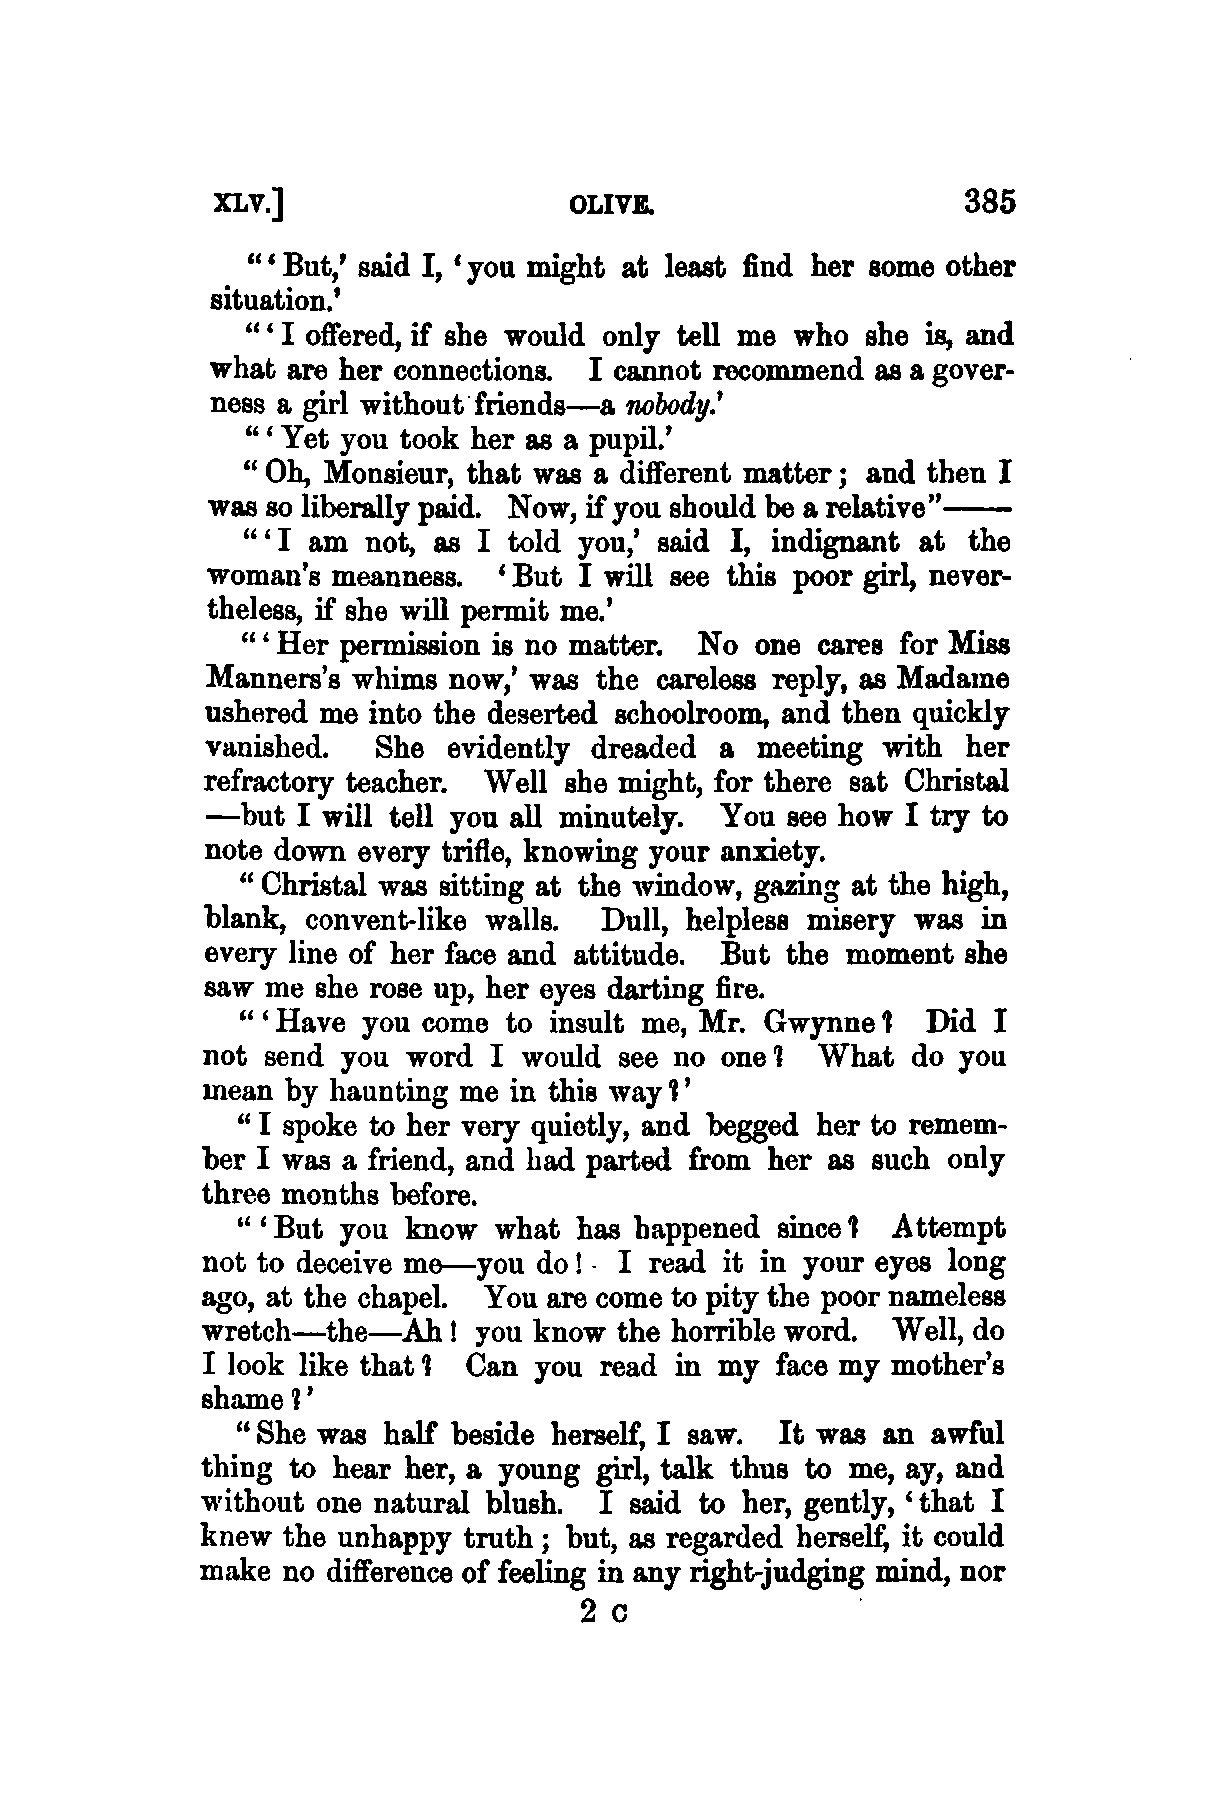 XLV.] OLIVE. 385
"'But,' said I, 'you might at least find her some other
situation.'
"'I offered, if she would only tell me who she is, and
what are her connections. I cannot recommend as a gover-
ness a girl without friends—a nobody.'
"'Yet you took her as a pupil.'
"Oh, Monsieur, that was a different matter; and then I
was so liberally paid. Now, if you should be a relative"——
"'I am not, as I told you,' said I, indignant at the
woman's meanness. 'But I will see this poor girl, never-
theless, if she will permit me.'
"'Her permission is no matter. No one cares for Miss
Manners's whims now,' was the careless reply, as Madame
ushered me into the deserted schoolroom, and then quickly
vanished. She evidently dreaded a meeting with her
refractory teacher. Well she might, for there sat Christal
—but I will tell you all minutely. You see how I try to
note down every trifle, knowing your anxiety.
"Christal was sitting at the window, gazing at the high,
blank, convent-like walls. Dull, helpless misery was in
every line of her face and attitude. But the moment she
saw me she rose up, her eyes darting fire.
"'Have you come to insult me, Mr. Gwynne? Did I
not send you word I would see no one? What do you
mean by haunting me in this way?'
"I spoke to her very quietly, and begged her to remem-
ber I was a friend, and had parted from her as such only
three months before.
"'But you know what has happened since? Attempt
not to deceive me—you do! I read it in your eyes long
ago, at the chapel. You are come to pity the poor nameless
wretch—the—Ah! you know the horrible word. Well, do
I look like that? Can you read in my face my mother's
shame?'
"She was half beside herself, I saw. It was an awful
thing to hear her, a young girl, talk thus to me, ay, and
without one natural blush. I said to her, gently, 'that I
knew the unhappy truth; but, as regarded herself, it could
make no difference of feeling in any right-judging mind, nor
2 C